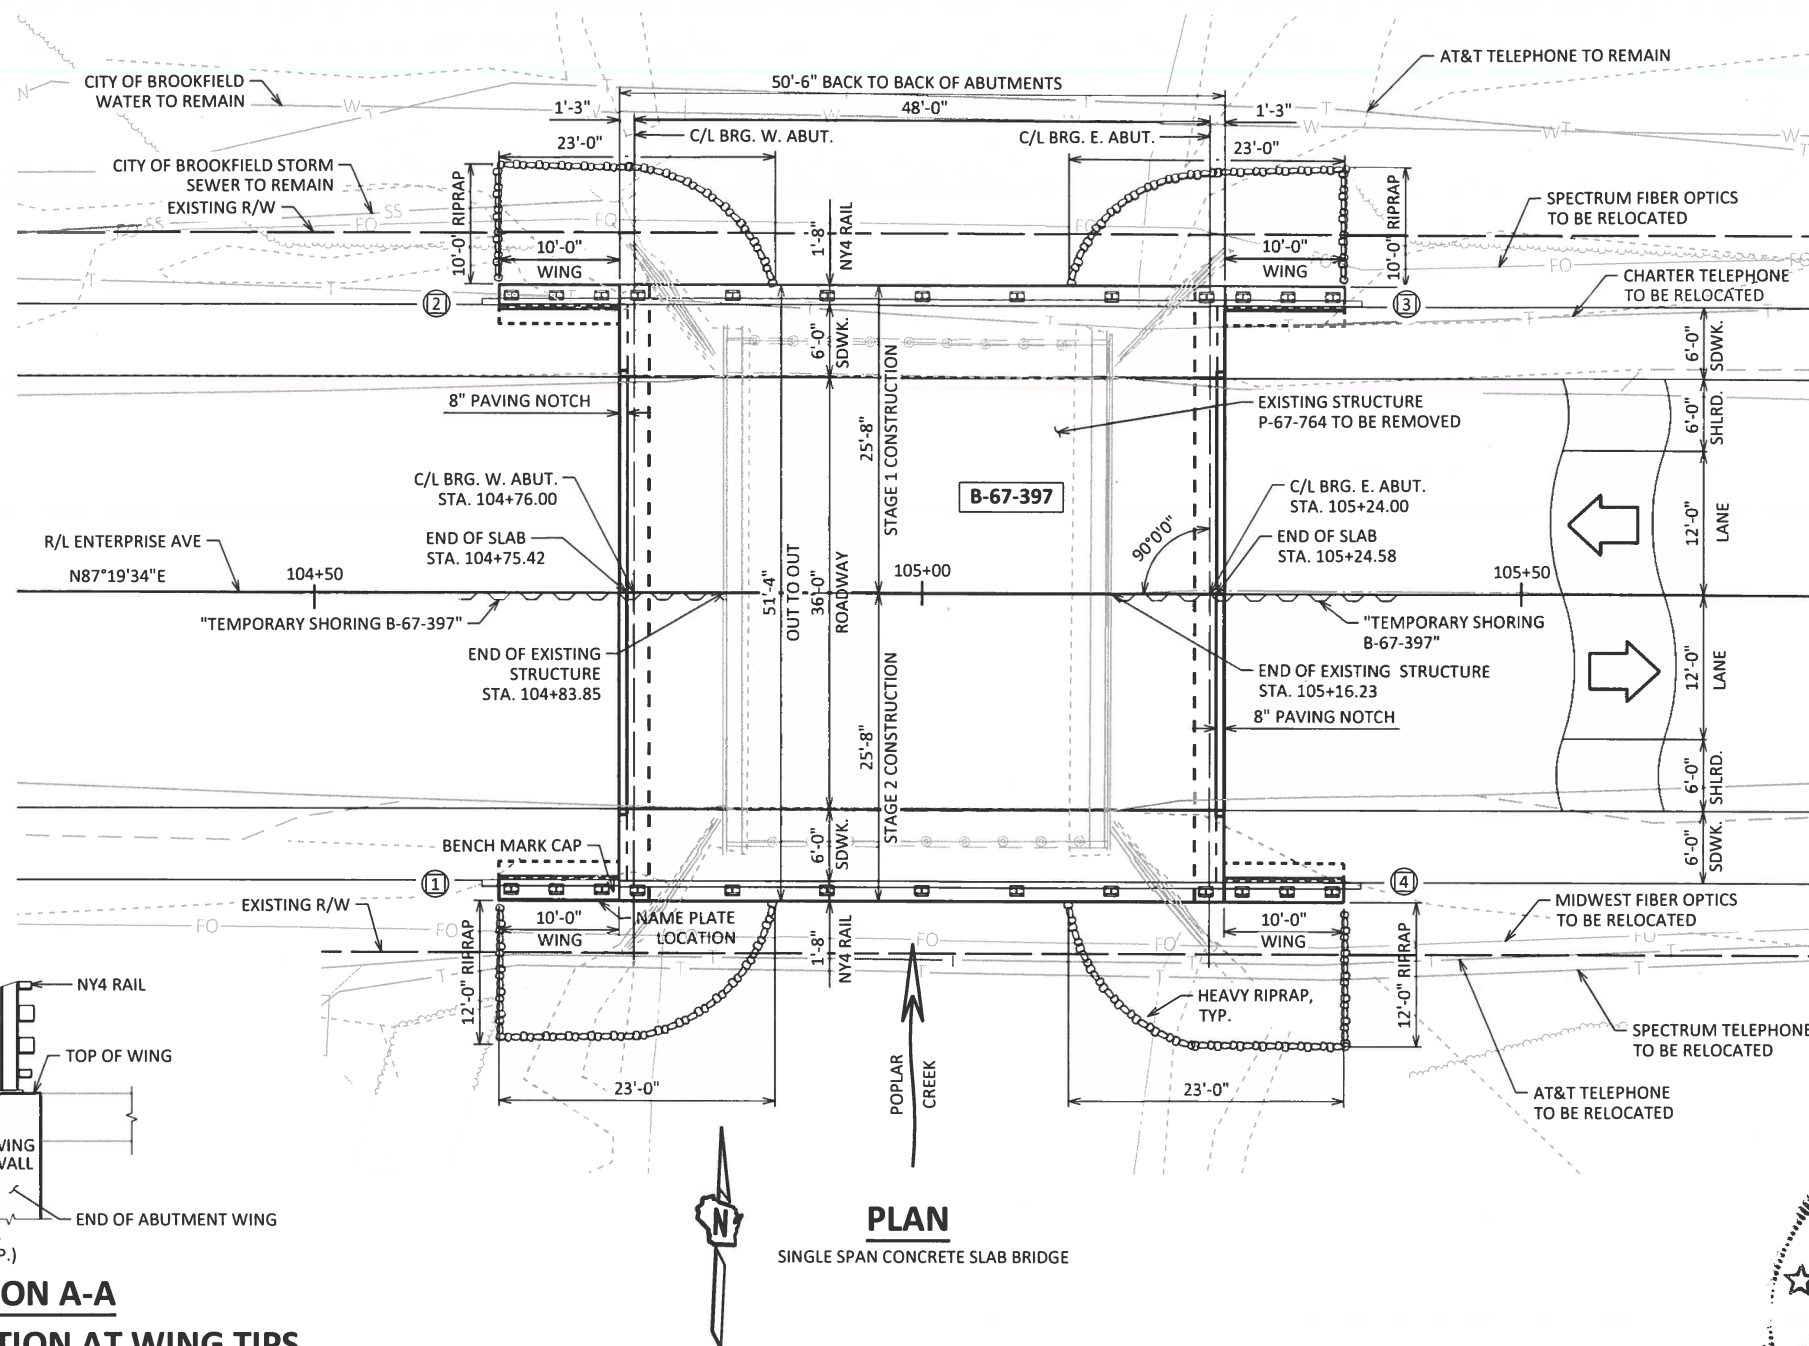 AT&T TELEPHONE TO REMAIN
CITY OF BROOKFIELD
WATER TO REMAIN
50'-6" BACK TO BACK OF ABUTMENTS
1'-3"
48'-0"
1'-3"
C/L BRG. W. ABUT.
C/L BRG. E. ABUT.
23'-0"
23'-0"
CITY OF BROOKFIELD STORM
SEWER TO REMAIN
EXISTING R/W
SPECTRUM FIBER OPTICS
TO BE RELOCATED
10'-0" RIPRAP
1'-8"
NY4 RAIL
10'-0" RIPRAP
10'-0"
WING
10'-0"
WING
CHARTER TELEPHONE
TO BE RELOCATED
2
3
6'-0"
SDWK.
6'-0"
SDWK.
8" PAVING NOTCH
25'-8"
STAGE 1 CONSTRUCTION
EXISTING STRUCTURE
P-67-764 TO BE REMOVED
6'-0"
SHLRD.
B-67-397
C/L BRG. W. ABUT.
STA. 104+76.00
C/L BRG. E. ABUT.
STA. 105+24.00
END OF SLAB
STA. 104+75.42
90°0'0"
END OF SLAB
STA. 105+24.58
12'-0"
LANE
R/L ENTERPRISE AVE
N87°19'34"E
104+50
105+00
105+50
51'-4"
OUT TO OUT
36'-0"
ROADWAY
"TEMPORARY SHORING B-67-397"
"TEMPORARY SHORING
B-67-397"
END OF EXISTING
STRUCTURE
STA. 104+83.85
END OF EXISTING STRUCTURE
STA. 105+16.23
12'-0"
LANE
8" PAVING NOTCH
25'-8"
STAGE 2 CONSTRUCTION
6'-0"
SHLRD.
6'-0"
SDWK.
6'-0"
SDWK.
BENCH MARK CAP
1
4
EXISTING R/W
10'-0"
WING
NAME PLATE
LOCATION
10'-0"
WING
MIDWEST FIBER OPTICS
TO BE RELOCATED
12'-0" RIPRAP
1'-8"
NY4 RAIL
12'-0" RIPRAP
NY4 RAIL
HEAVY RIPRAP,
TYP.
SPECTRUM TELEPHONE
TO BE RELOCATED
TOP OF WING
23'-0"
POPLAR
CREEK
23'-0"
AT&T TELEPHONE
TO BE RELOCATED
WING
WALL
END OF ABUTMENT WING
N
PLAN
SINGLE SPAN CONCRETE SLAB BRIDGE
P.)
ON A-A
TION AT WING TIPS